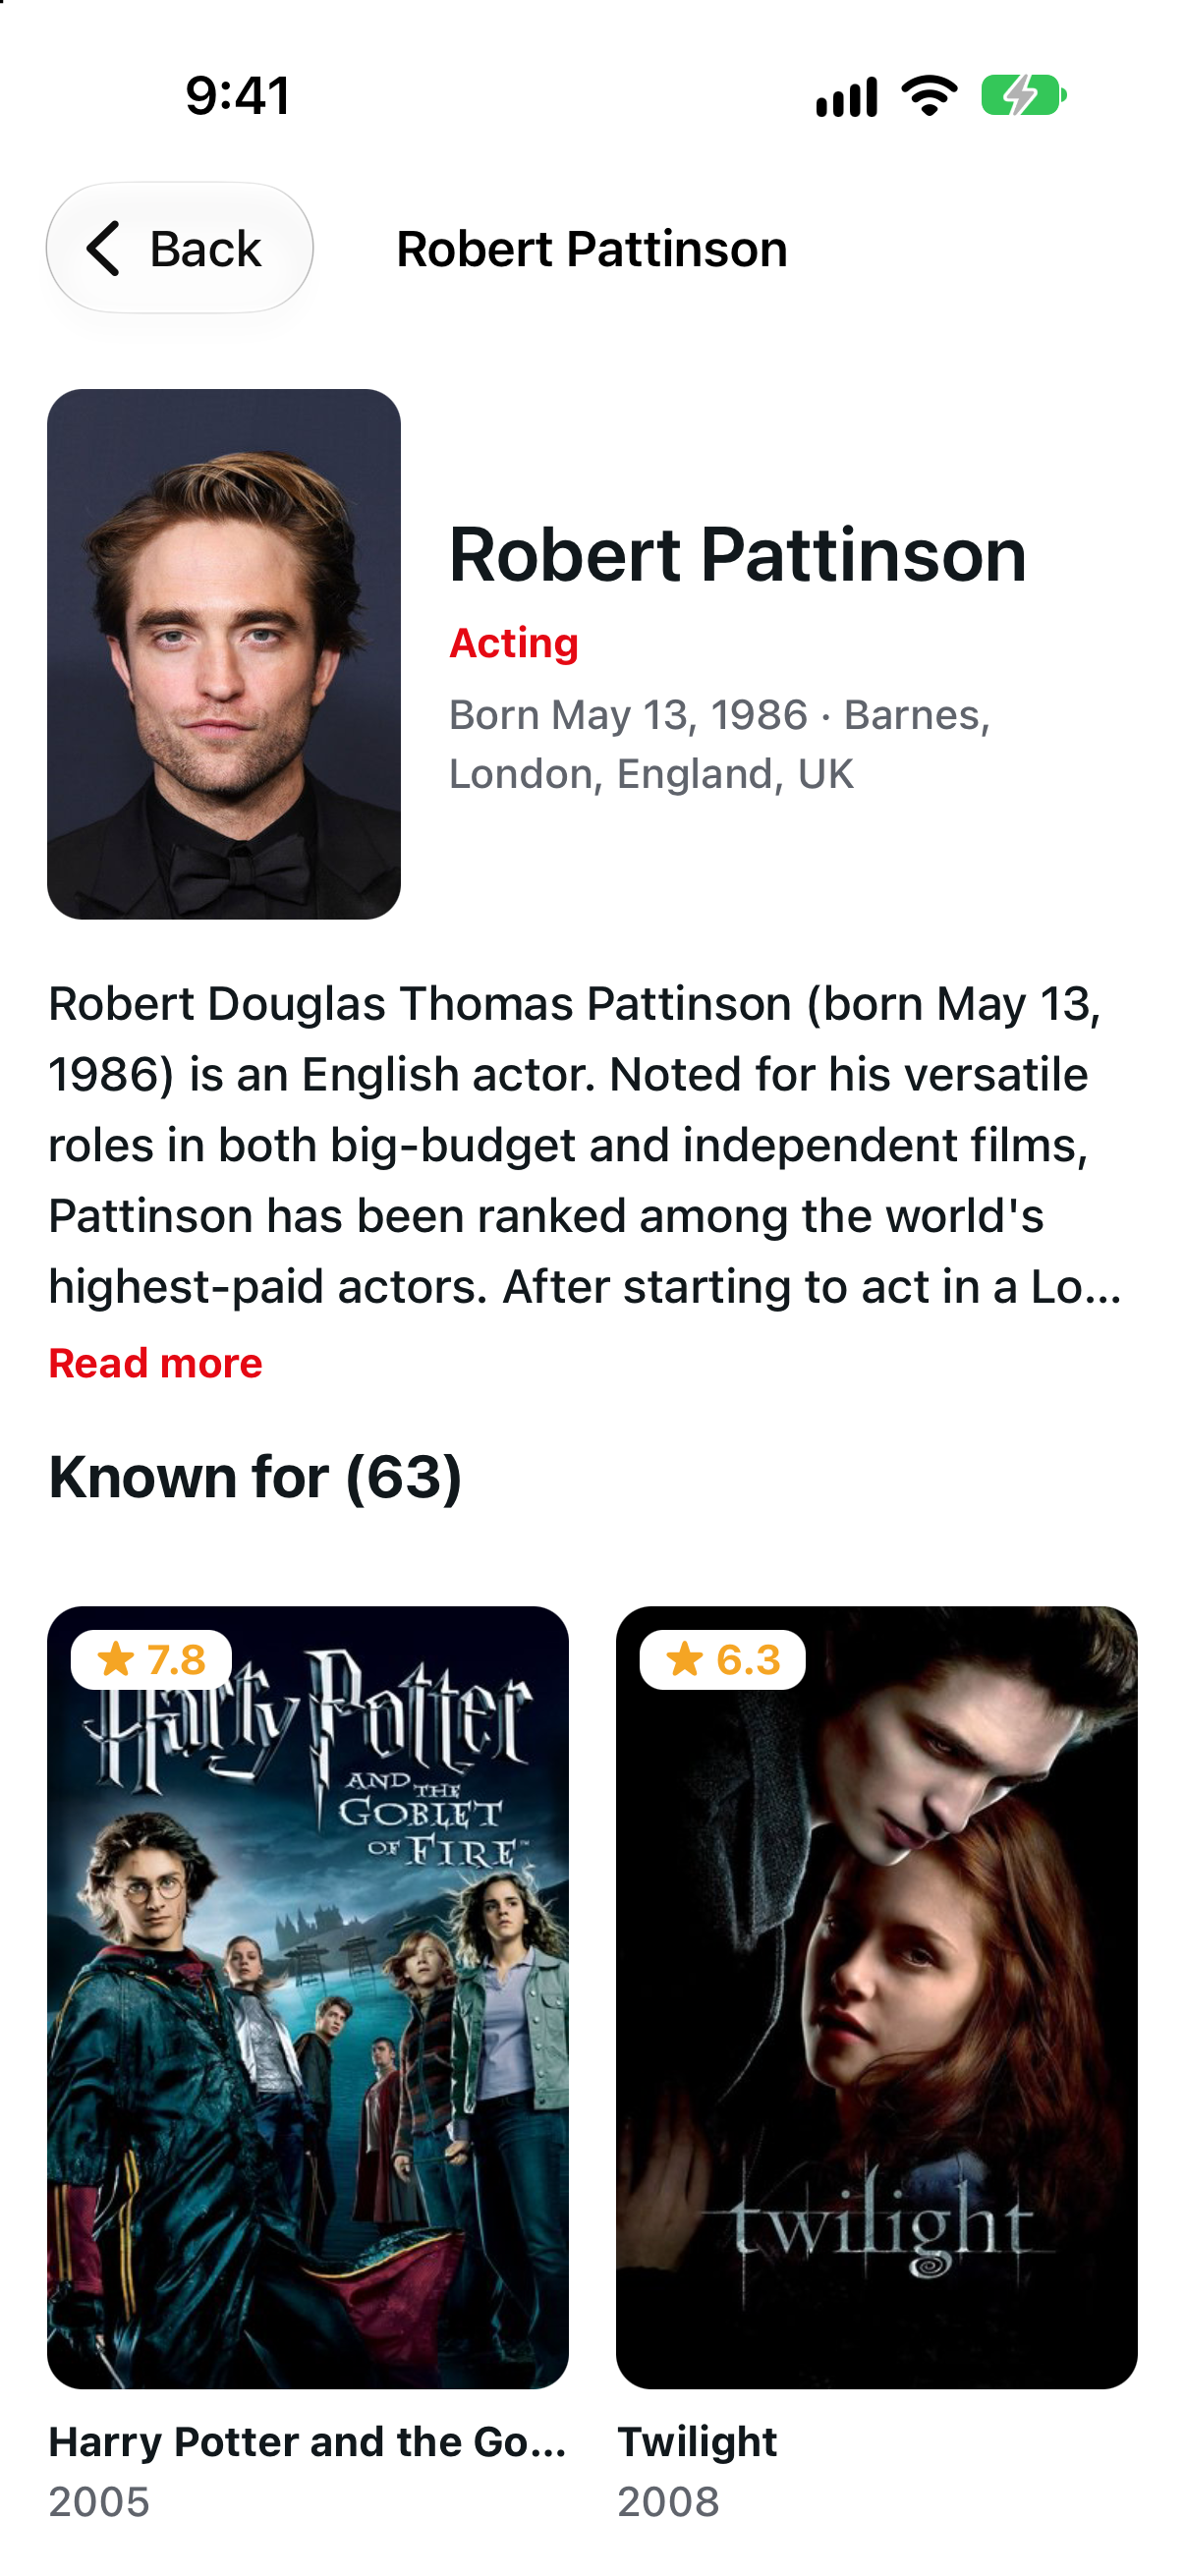 9:41
Back
Robert Pattinson
Robert Pattinson
Acting
Born May 13, 1986 · Barnes,
London, England, UK
Robert Douglas Thomas Pattinson (born May 13,
1986) is an English actor. Noted for his versatile
roles in both big-budget and independent films,
Pattinson has been ranked among the world's
highest-paid actors. After starting to act in a Lo...
Read more
Known for (63)
7.8
Harry Potter
AND THE
GOBLET
OF FIRE™
6.3
twilight
Harry Potter and the Go...
2005
Twilight
2008